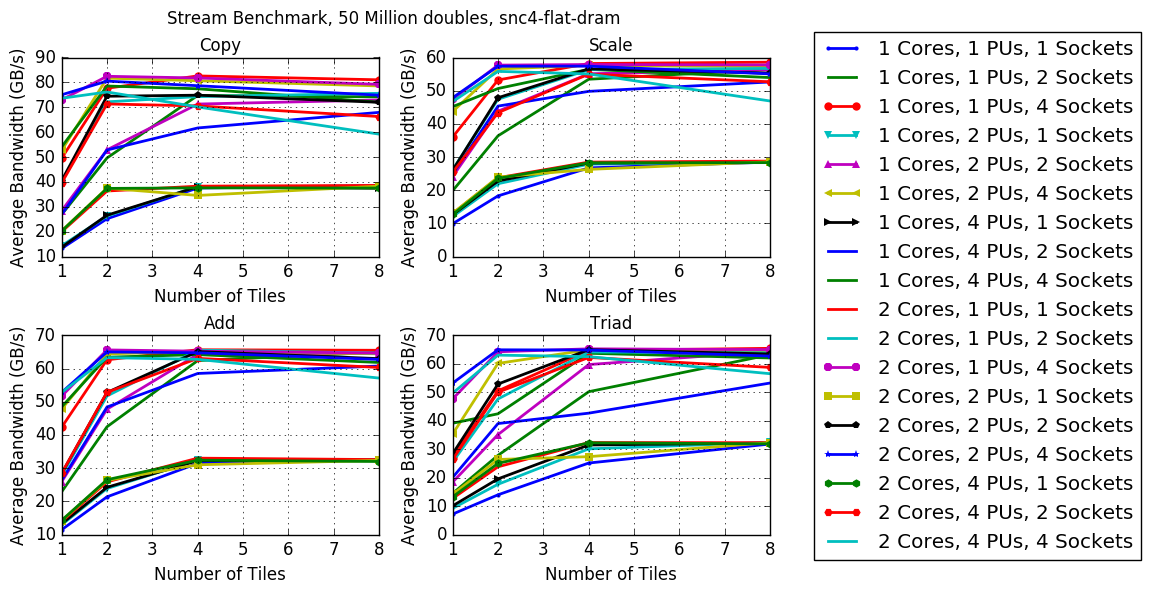 Stream Benchmark, 50 Million doubles, snc4-flat-dram
Copy
Average Bandwidth (GB/s)
90
80
70
60
50
40
30
20
10
1 2 3 4 5 6 7 8
Number of Tiles
Scale
Average Bandwidth (GB/s)
60
50
40
30
20
10
0
1 2 3 4 5 6 7 8
Number of Tiles
Add
Average Bandwidth (GB/s)
70
60
50
40
30
20
10
1 2 3 4 5 6 7 8
Number of Tiles
Triad
Average Bandwidth (GB/s)
70
60
50
40
30
20
10
0
1 2 3 4 5 6 7 8
Number of Tiles
1 Cores, 1 PUs, 1 Sockets
1 Cores, 1 PUs, 2 Sockets
1 Cores, 1 PUs, 4 Sockets
1 Cores, 2 PUs, 1 Sockets
1 Cores, 2 PUs, 2 Sockets
1 Cores, 2 PUs, 4 Sockets
1 Cores, 4 PUs, 1 Sockets
1 Cores, 4 PUs, 2 Sockets
1 Cores, 4 PUs, 4 Sockets
2 Cores, 1 PUs, 1 Sockets
2 Cores, 1 PUs, 2 Sockets
2 Cores, 1 PUs, 4 Sockets
2 Cores, 2 PUs, 1 Sockets
2 Cores, 2 PUs, 2 Sockets
2 Cores, 2 PUs, 4 Sockets
2 Cores, 4 PUs, 1 Sockets
2 Cores, 4 PUs, 2 Sockets
2 Cores, 4 PUs, 4 Sockets